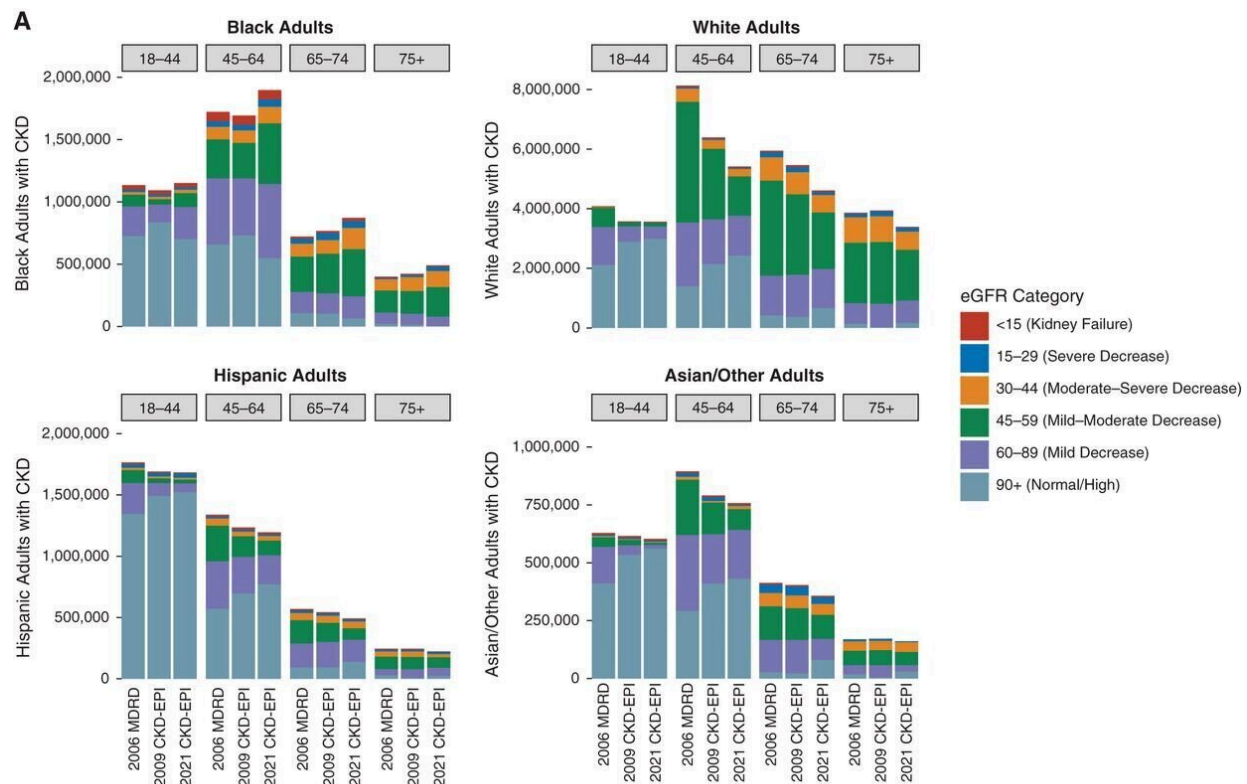 A
Black Adults
18–44 45–64 65–74 75+
Black Adults with CKD
2,000,000
1,500,000
1,000,000
500,000
0
White Adults
18–44 45–64 65–74 75+
White Adults with CKD
8,000,000
6,000,000
4,000,000
2,000,000
0
Hispanic Adults
18–44 45–64 65–74 75+
Hispanic Adults with CKD
2,000,000
1,500,000
1,000,000
500,000
0
2006 MDRD
2009 CKD-EPI
2021 CKD-EPI
2006 MDRD
2009 CKD-EPI
2021 CKD-EPI
2006 MDRD
2009 CKD-EPI
2021 CKD-EPI
2006 MDRD
2009 CKD-EPI
2021 CKD-EPI
Asian/Other Adults
18–44 45–64 65–74 75+
Asian/Other Adults with CKD
1,000,000
750,000
500,000
250,000
0
2006 MDRD
2009 CKD-EPI
2021 CKD-EPI
2006 MDRD
2009 CKD-EPI
2021 CKD-EPI
2006 MDRD
2009 CKD-EPI
2021 CKD-EPI
2006 MDRD
2009 CKD-EPI
2021 CKD-EPI
eGFR Category
<15 (Kidney Failure)
15–29 (Severe Decrease)
30–44 (Moderate–Severe Decrease)
45–59 (Mild–Moderate Decrease)
60–89 (Mild Decrease)
90+ (Normal/High)